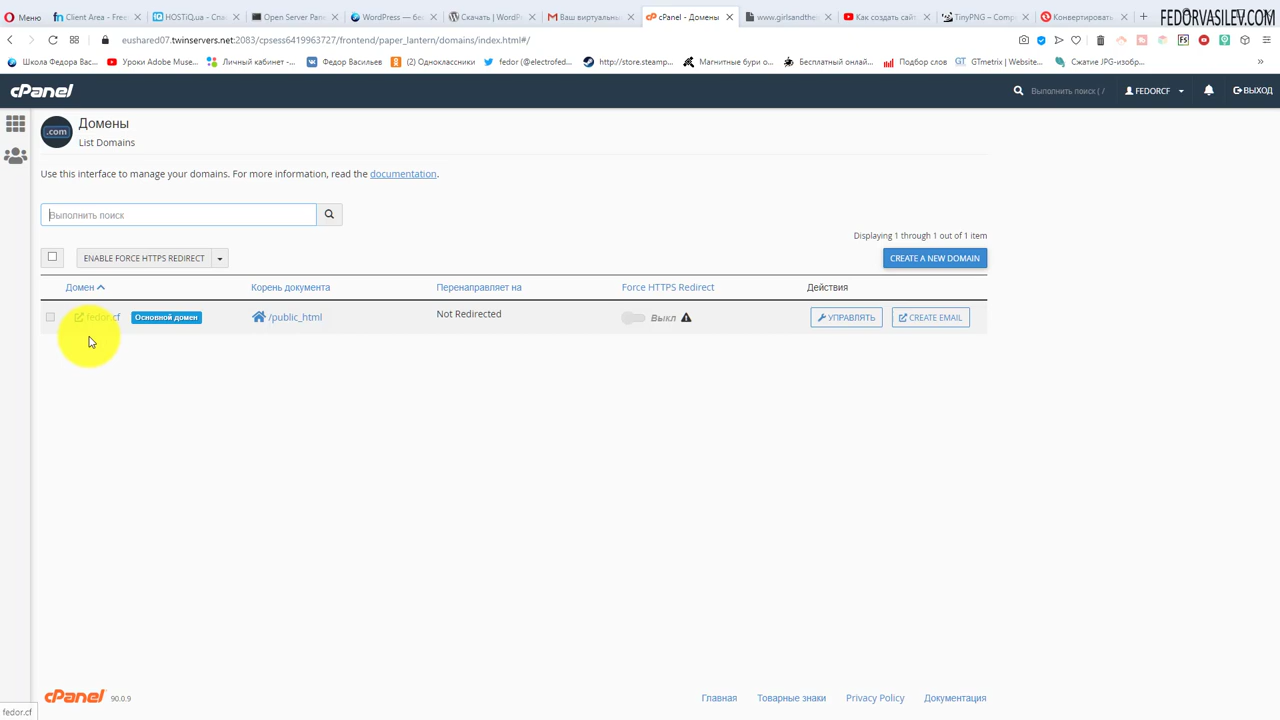 Меню
Client Area - Free
HOSTiQ.ua - Ста
Open Server Pane
WordPress — бе
Скачать | WordP
Ваш виртуальны
cPanel - Домены
www.girlsandthe
Как создать сайт
TinyPNG – Comp
Конвертировать
FEDORVASILEV.COM
eushared07.twinservers.net:2083/cpsess6419963727/frontend/paper_lantern/domains/index.html#/
Школа Федора Вас...
Уроки Adobe Muse...
Личный кабинет -...
Федор Васильев
(2) Одноклассники
fedor (@electrofed...
http://store.steamp...
Магнитные бури о...
Бесплатный онлай...
Подбор слов
GTmetrix | Website...
Сжатие JPG-изобр...
cPanel
Выполнить поиск ( /
FEDORCF
ВЫХОД
.com
Домены
List Domains
Use this interface to manage your domains. For more information, read the documentation.
Выполнить поиск
Displaying 1 through 1 out of 1 item
ENABLE FORCE HTTPS REDIRECT
CREATE A NEW DOMAIN
Домен
Корень документа
Перенаправляет на
Force HTTPS Redirect
Действия
fedor.cf
Основной домен
/public_html
Not Redirected
Выкл
УПРАВЛЯТЬ
CREATE EMAIL
cPanel
90.0.9
Главная
Товарные знаки
Privacy Policy
Документация
fedor.cf